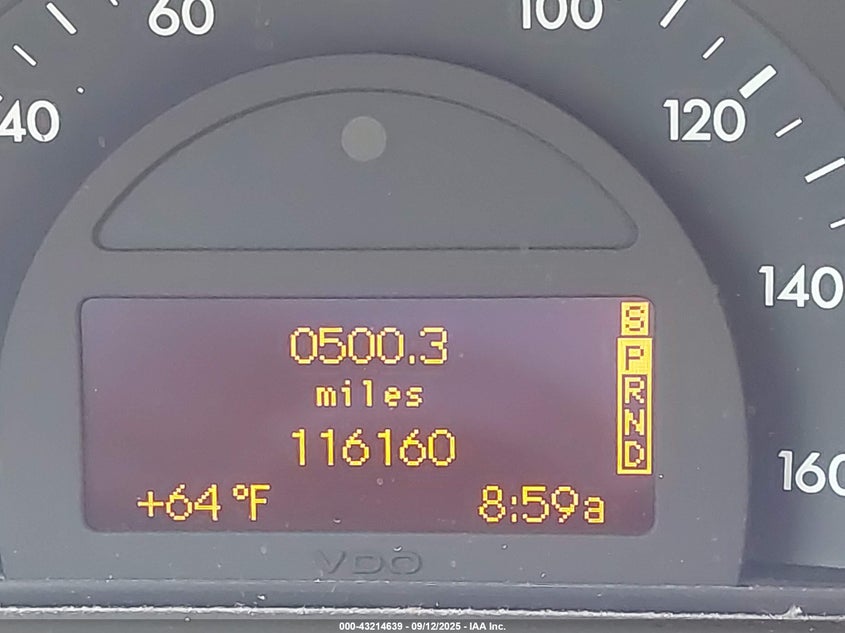 60
100
40
120
140
160
0500.3
miles
116160
+64°F
8:59a
S
P
R
N
D
VDO
000-43214639 - 09/12/2025 - IAA Inc.